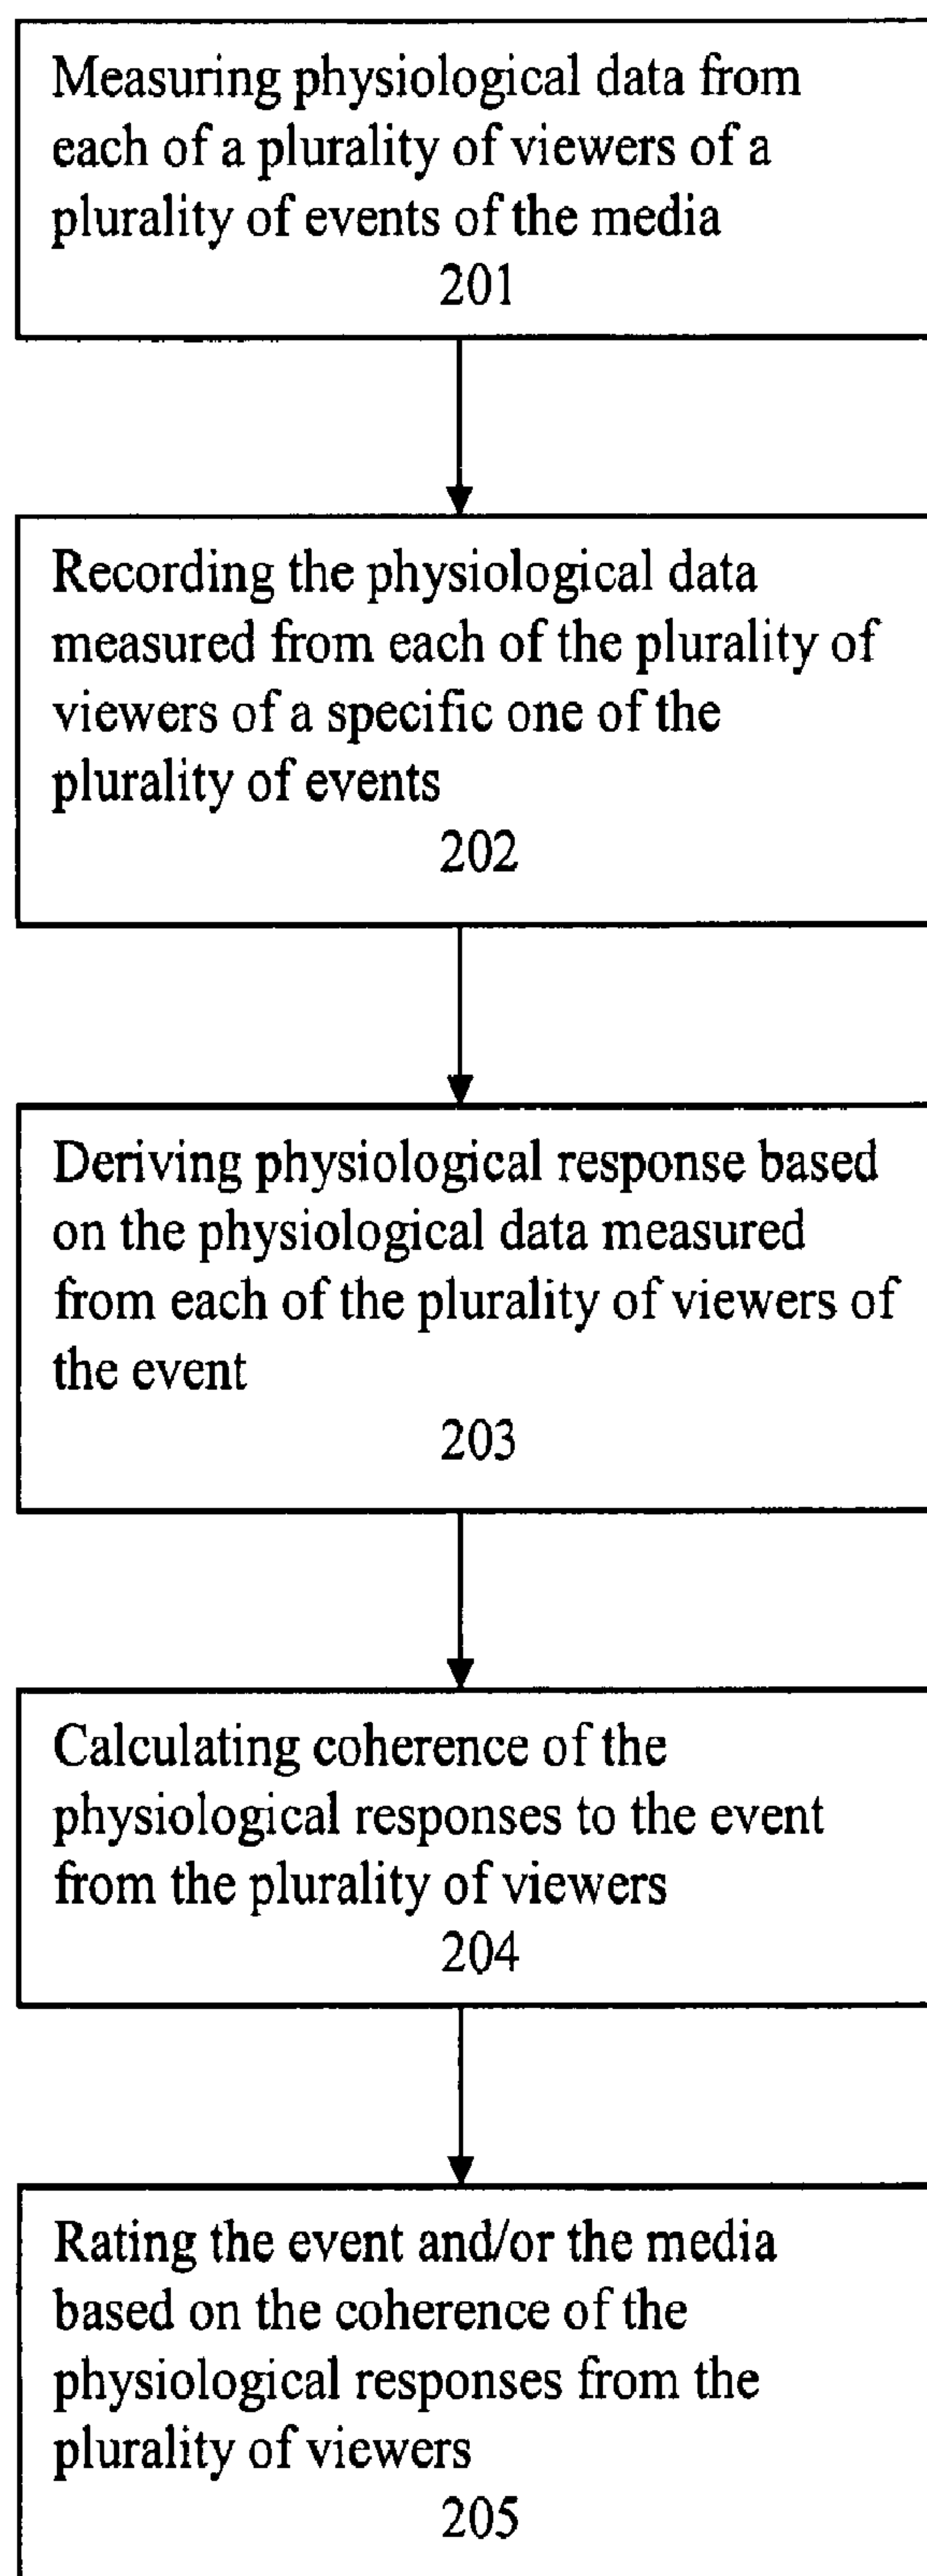 Measuring physiological data from
each of a plurality of viewers of a
plurality of events of the media
201
Recording the physiological data
measured from each of the plurality of
viewers of a specific one of the
plurality of events
202
Deriving physiological response based
on the physiological data measured
from each of the plurality of viewers of
the event
203
Calculating coherence of the
physiological responses to the event
from the plurality of viewers
204
Rating the event and/or the media
based on the coherence of the
physiological responses from the
plurality of viewers
205